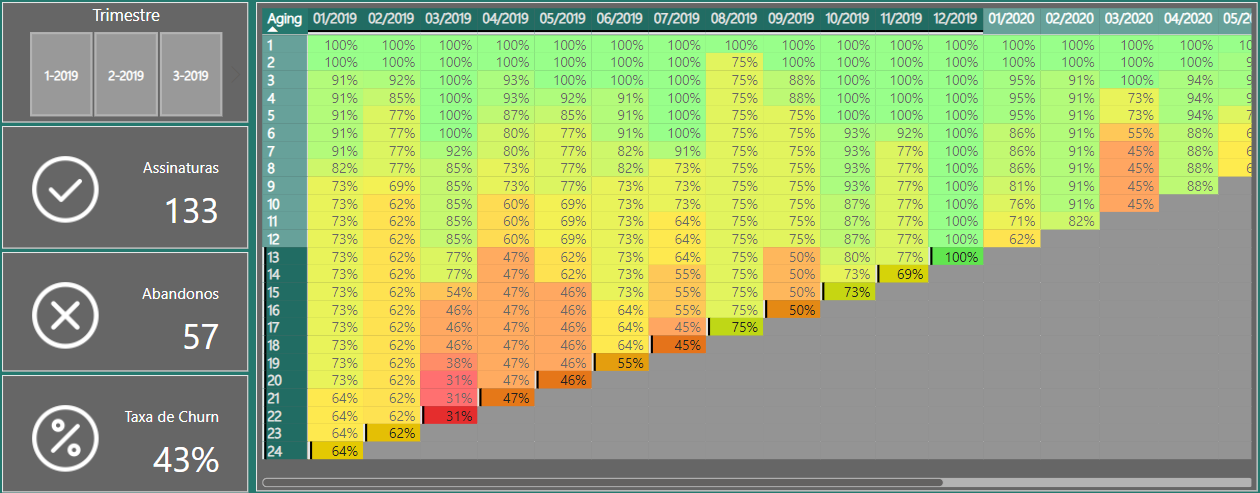 Trimestre
1-2019 2-2019 3-2019
Assinaturas
133
Abandonos
57
Taxa de Churn
43%
Aging 01/2019 02/2019 03/2019 04/2019 05/2019 06/2019 07/2019 08/2019 09/2019 10/2019 11/2019 12/2019 01/2020 02/2020 03/2020 04/2020
1 100% 100% 100% 100% 100% 100% 100% 100% 100% 100% 100% 100% 100% 100% 100% 100%
2 100% 100% 100% 100% 100% 100% 100% 75% 100% 100% 100% 100% 100% 100% 100% 100%
3 91% 92% 100% 93% 100% 100% 100% 75% 88% 100% 100% 100% 95% 91% 100% 94%
4 91% 85% 100% 93% 92% 91% 100% 75% 88% 100% 100% 100% 95% 91% 73% 94%
5 91% 77% 100% 87% 85% 91% 100% 75% 75% 100% 100% 100% 95% 91% 73% 94%
6 91% 77% 100% 80% 77% 91% 100% 75% 75% 93% 92% 100% 86% 91% 55% 88%
7 91% 77% 92% 80% 77% 82% 91% 75% 75% 93% 77% 100% 86% 91% 45% 88%
8 82% 77% 85% 73% 77% 82% 73% 75% 75% 93% 77% 100% 86% 91% 45% 88%
9 73% 69% 85% 73% 77% 73% 73% 75% 75% 93% 77% 100% 81% 91% 45% 88%
10 73% 62% 85% 60% 69% 73% 73% 75% 75% 87% 77% 100% 76% 91% 45%
11 73% 62% 85% 60% 69% 73% 64% 75% 75% 87% 77% 100% 71% 82%
12 73% 62% 85% 60% 69% 73% 64% 75% 75% 87% 77% 100% 62%
13 73% 62% 77% 47% 62% 73% 64% 75% 50% 80% 77% 100%
14 73% 62% 77% 47% 62% 73% 55% 75% 50% 73% 69%
15 73% 62% 54% 47% 46% 73% 55% 75% 50% 73%
16 73% 62% 46% 47% 46% 64% 55% 75% 50%
17 73% 62% 46% 47% 46% 64% 45% 75%
18 73% 62% 46% 47% 46% 64% 45%
19 73% 62% 38% 47% 46% 55%
20 73% 62% 31% 47% 46%
21 64% 62% 31% 47%
22 64% 62% 31%
23 64% 62%
24 64%